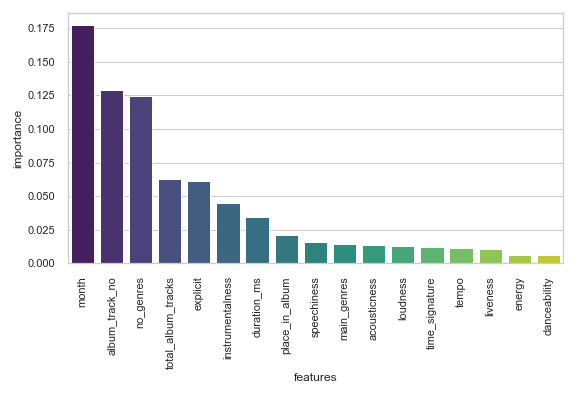 0.175
0.150
0.125
0.100
0.075
0.050
0.025
0.000
importance
month
album_track_no
no_genres
total_album_tracks
explicit
instrumentalness
duration_ms
place_in_album
speechiness
main_genres
acousticness
loudness
time_signature
tempo
liveness
energy
danceability
features